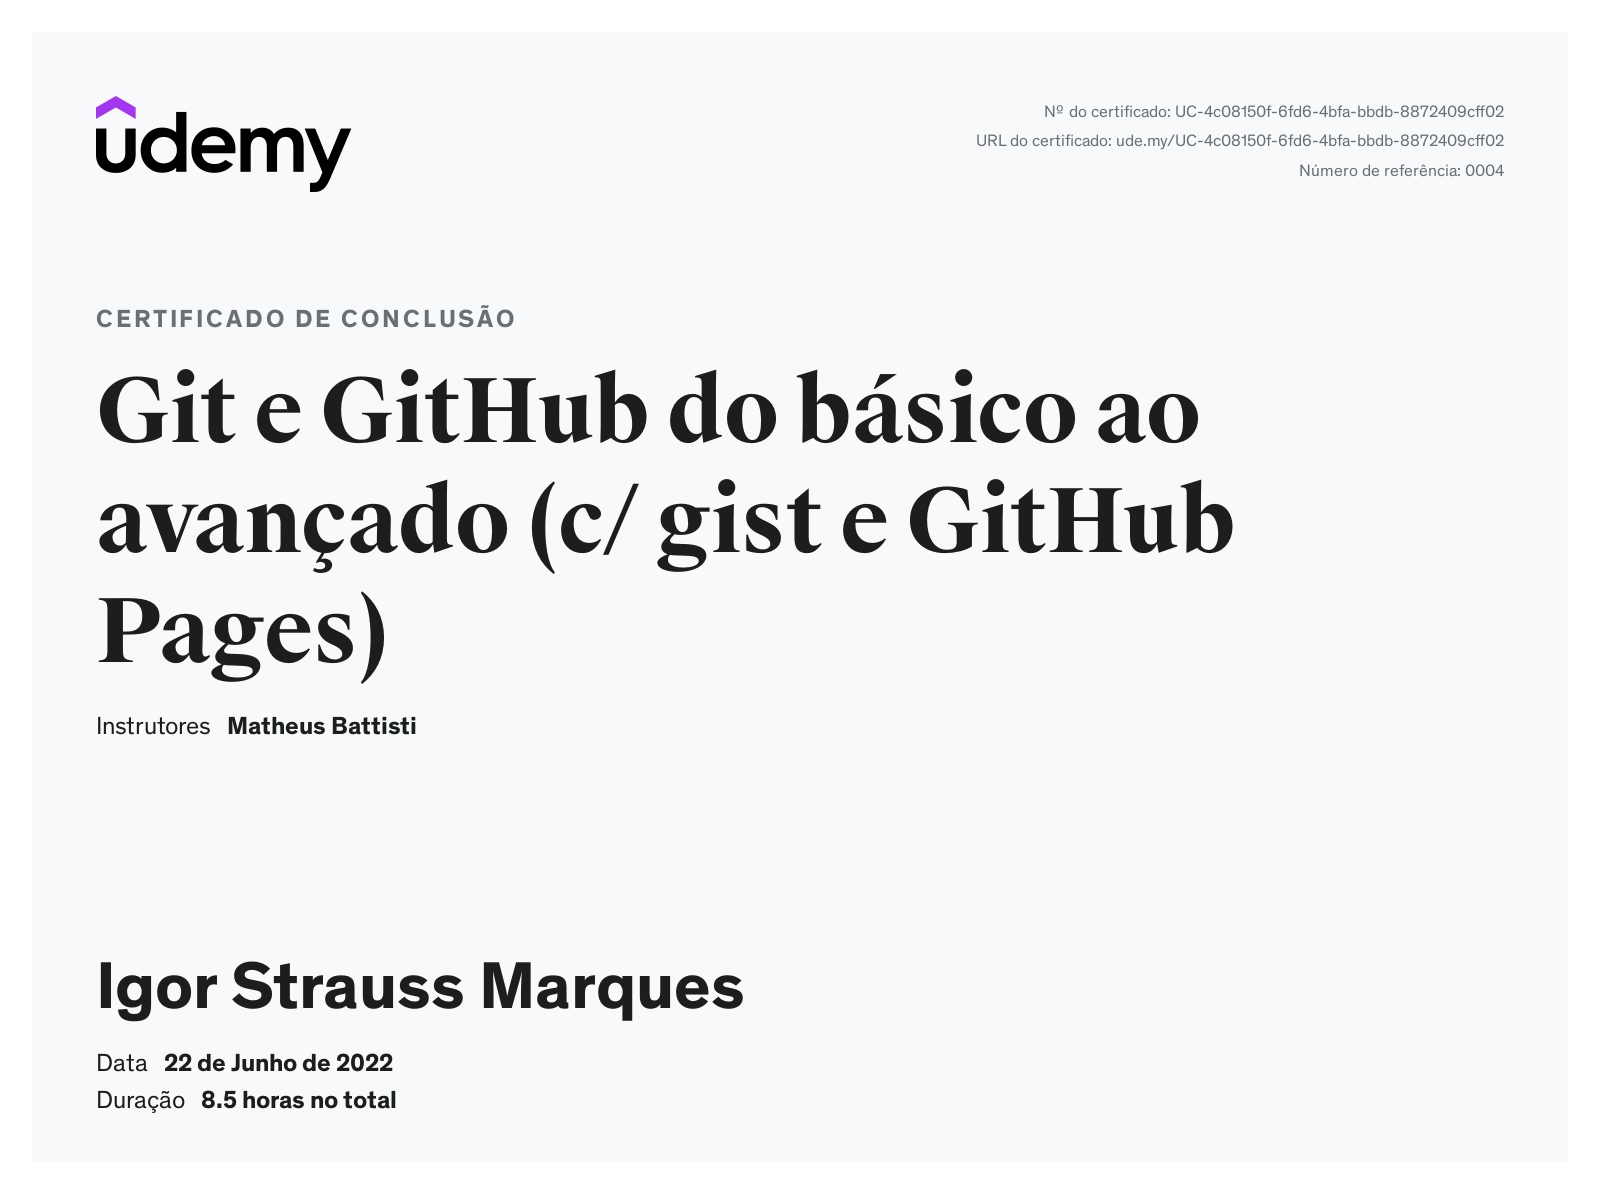 udemy
Nº do certificado: UC-4c08150f-6fd6-4bfa-bbdb-8872409cff02
URL do certificado: ude.my/UC-4c08150f-6fd6-4bfa-bbdb-8872409cff02
Número de referência: 0004
CERTIFICADO DE CONCLUSÃO
Git e GitHub do básico ao
avançado (c/ gist e GitHub
Pages)
Instrutores Matheus Battisti
Igor Strauss Marques
Data 22 de Junho de 2022
Duração 8.5 horas no total